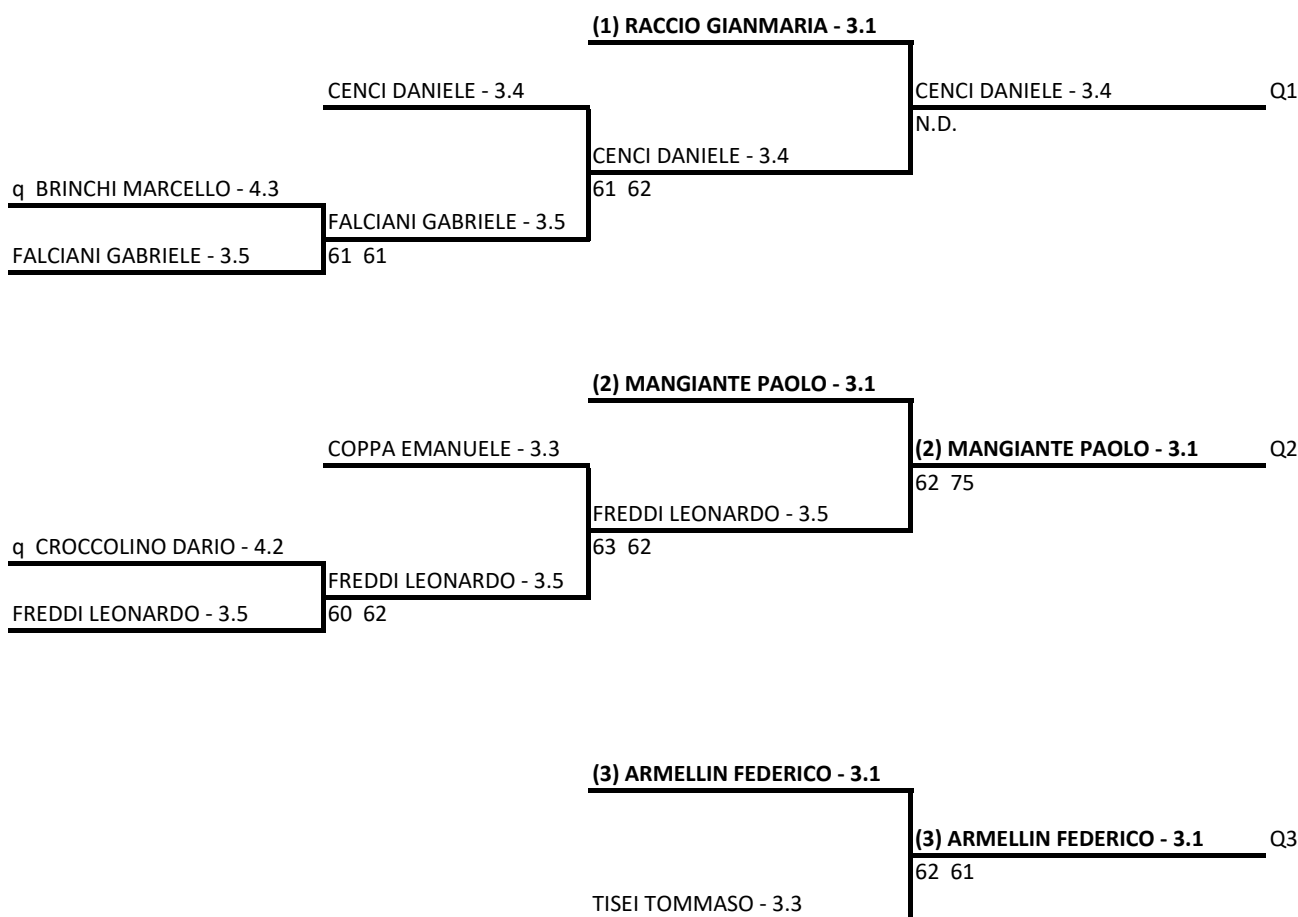 (1) RACCIO GIANMARIA - 3.1
CENCI DANIELE - 3.4
CENCI DANIELE - 3.4 Q1
N.D.
CENCI DANIELE - 3.4
q BRINCHI MARCELLO - 4.3
61 62
FALCIANI GABRIELE - 3.5
FALCIANI GABRIELE - 3.5
61 61
(2) MANGIANTE PAOLO - 3.1
COPPA EMANUELE - 3.3
(2) MANGIANTE PAOLO - 3.1 Q2
62 75
FREDDI LEONARDO - 3.5
q CROCCOLINO DARIO - 4.2
63 62
FREDDI LEONARDO - 3.5
FREDDI LEONARDO - 3.5
60 62
(3) ARMELLIN FEDERICO - 3.1
(3) ARMELLIN FEDERICO - 3.1 Q3
62 61
TISEI TOMMASO - 3.3